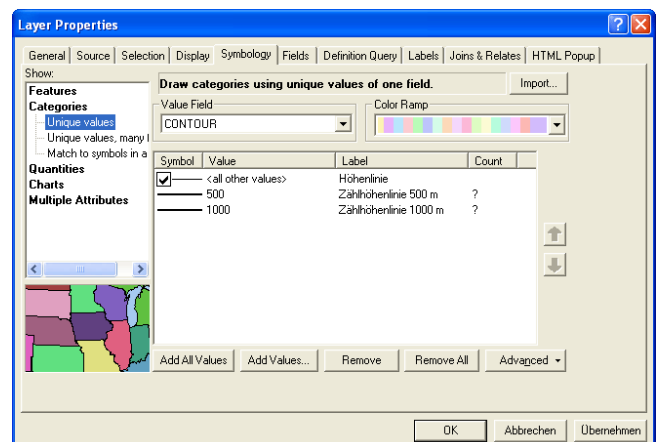 Layer Properties
General Source Selection Display Symbology Fields Definition Query Labels Joins & Relates HTML Popup
Show:
Features
Categories
Unique values
Unique values, many f
Match to symbols in a
Quantities
Charts
Multiple Attributes
Draw categories using unique values of one field.
Import...
Value Field
CONTOUR
Color Ramp
Symbol Value Label Count
<all other values> Höhenlinie
500 Zählhöhenlinie 500 m ?
1000 Zählhöhenlinie 1000 m ?
Add All Values Add Values... Remove Remove All Advanced
OK Abbrechen Übernehmen